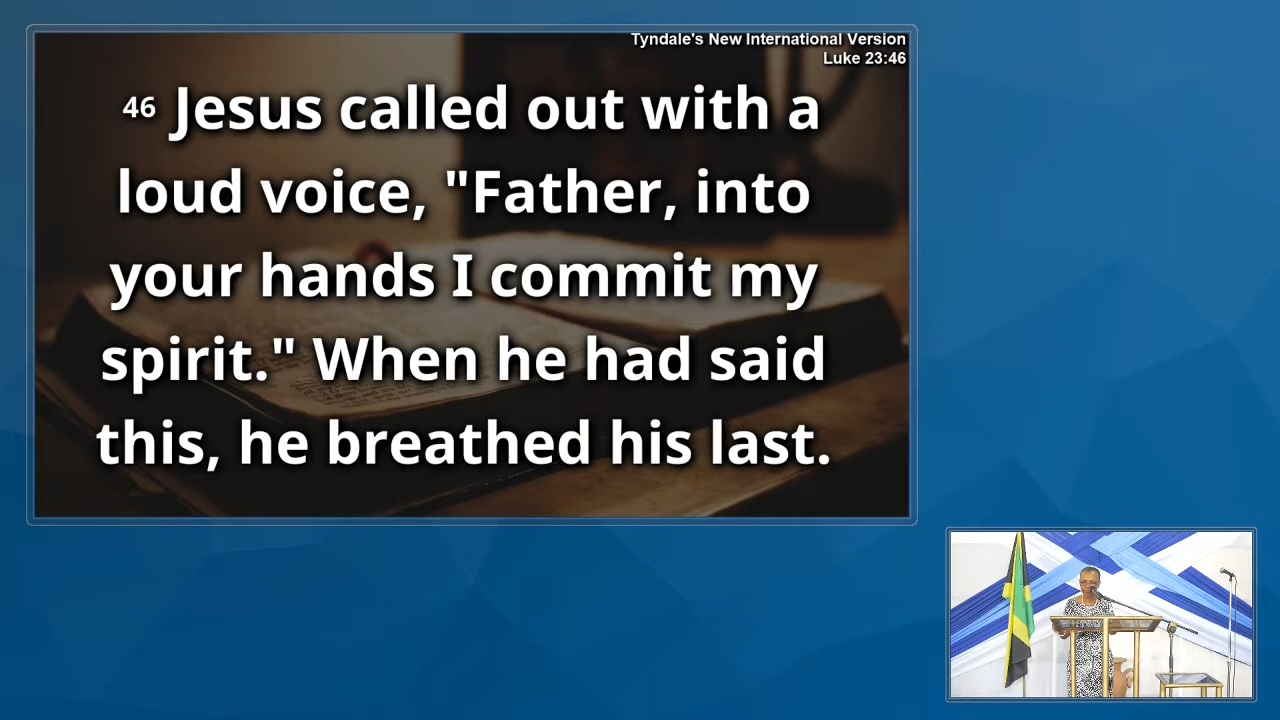 Tyndale's New International Version
Luke 23:46
46 Jesus called out with a
loud voice, "Father, into
your hands I commit my
spirit." When he had said
this, he breathed his last.